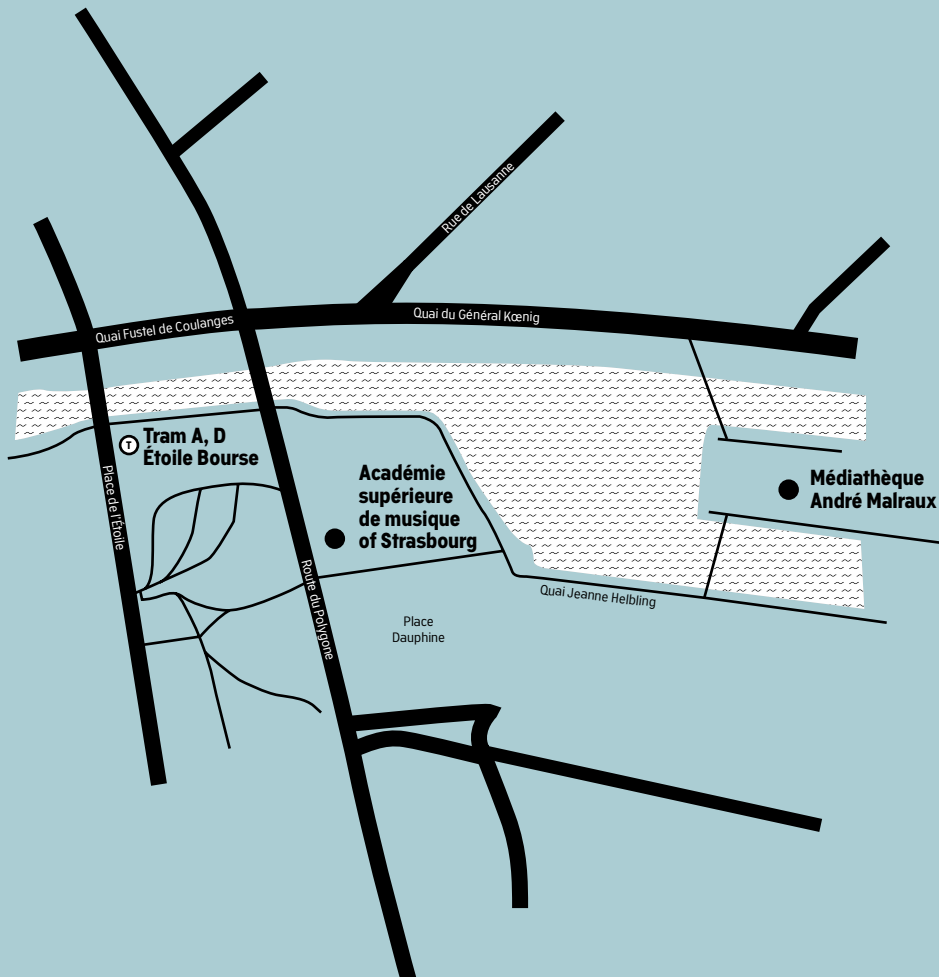 Rue de Lausanne
Quai Fustel de Coulanges
Quai du Général Kœnig
T
Tram A, D
Étoile Bourse
Place de l'Étoile
Académie
supérieure
de musique
of Strasbourg
Médiathèque
André Malraux
Route du Polygone
Quai Jeanne Helbling
Place
Dauphine